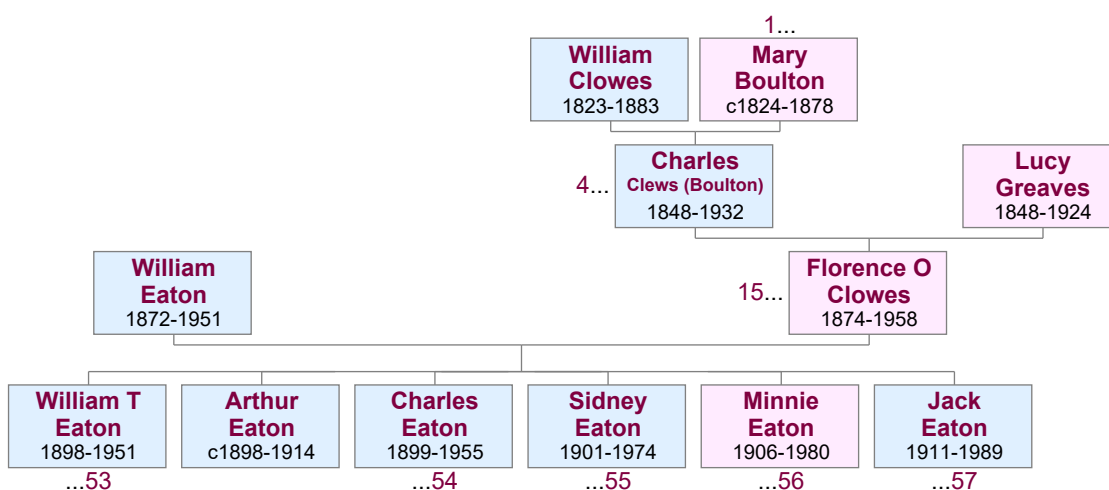 1...
William
Clowes
1823-1883
Mary
Boulton
c1824-1878
4...
Charles
Clews (Boulton)
1848-1932
Lucy
Greaves
1848-1924
William
Eaton
1872-1951
15...
Florence O
Clowes
1874-1958
William T
Eaton
1898-1951
Arthur
Eaton
c1898-1914
Charles
Eaton
1899-1955
Sidney
Eaton
1901-1974
Minnie
Eaton
1906-1980
Jack
Eaton
1911-1989
...53
...54
...55
...56
...57